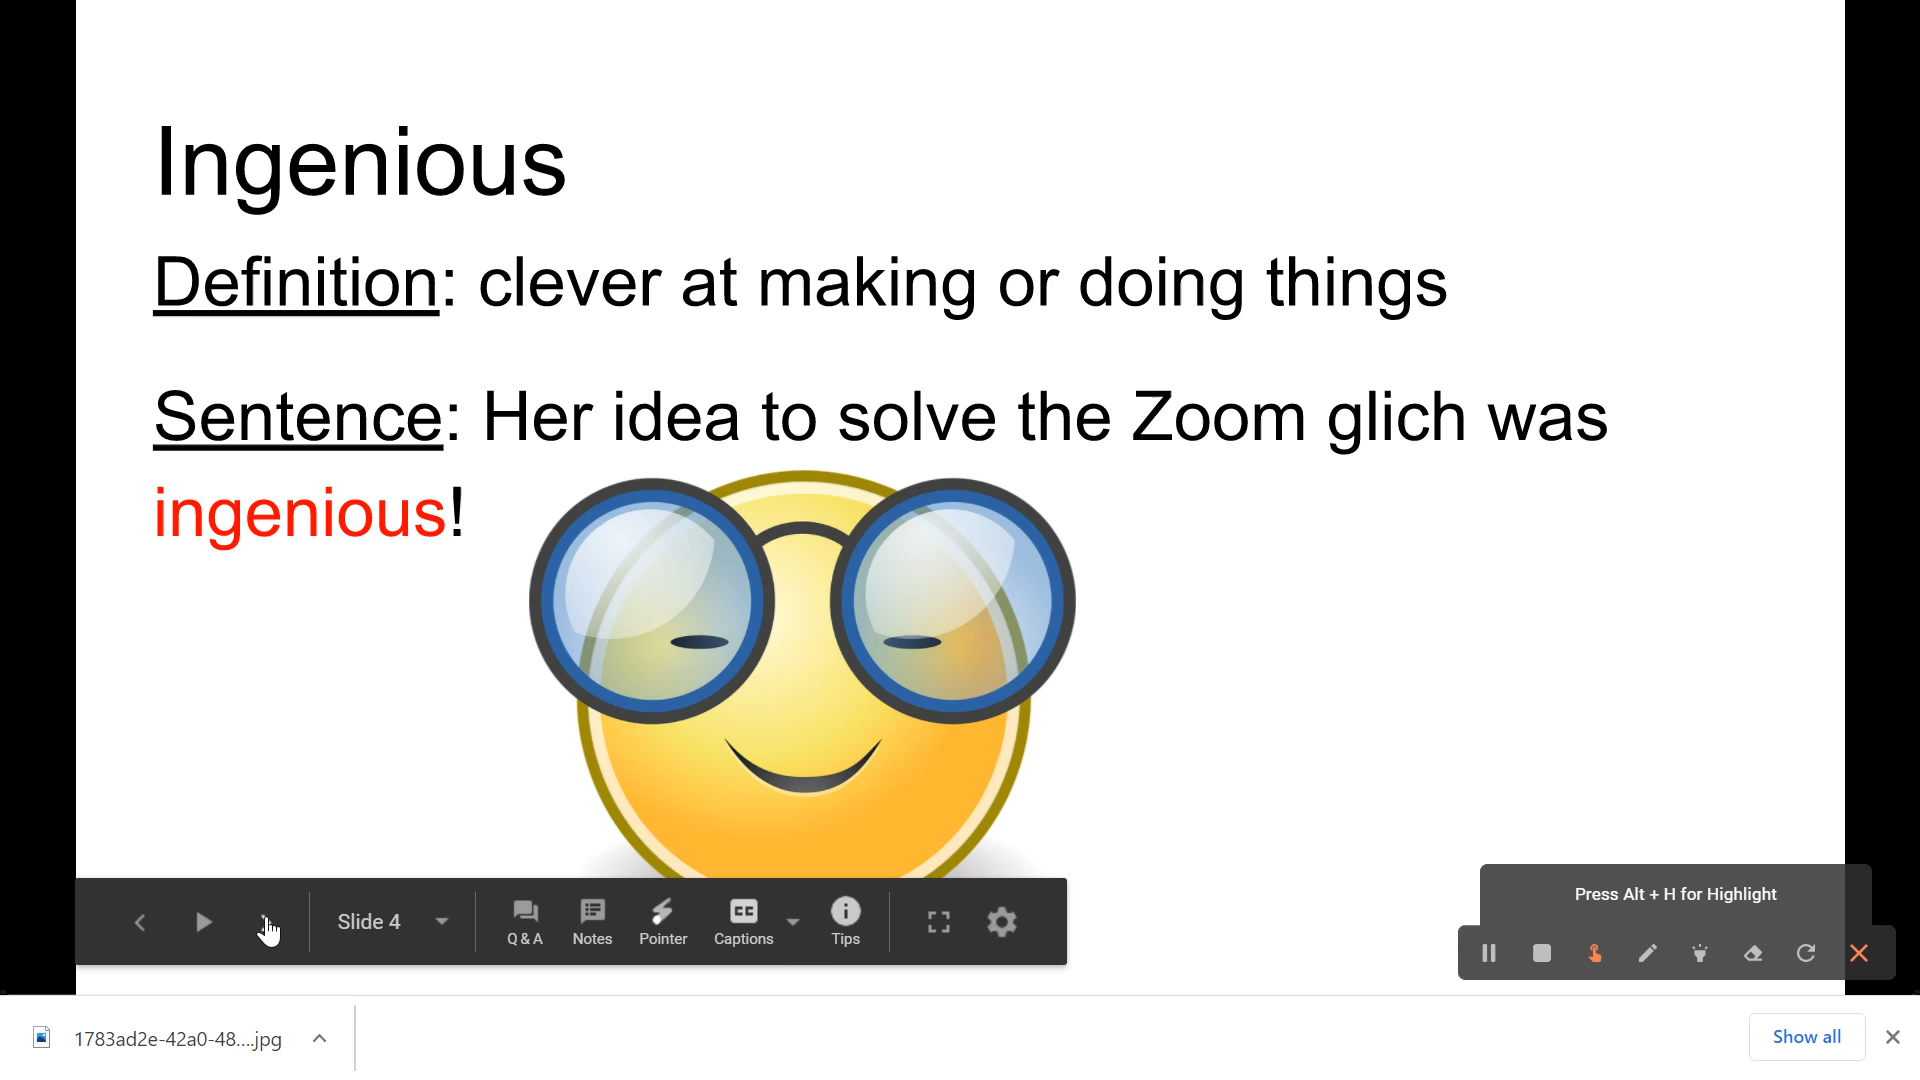 Ingenious
Definition: clever at making or doing things
Sentence: Her idea to solve the Zoom glich was
ingenious!
Press Alt + H for Highlight
Slide 4
Q & A
Notes
Pointer
CC
Captions
Tips
1783ad2e-42a0-48....jpg
Show all